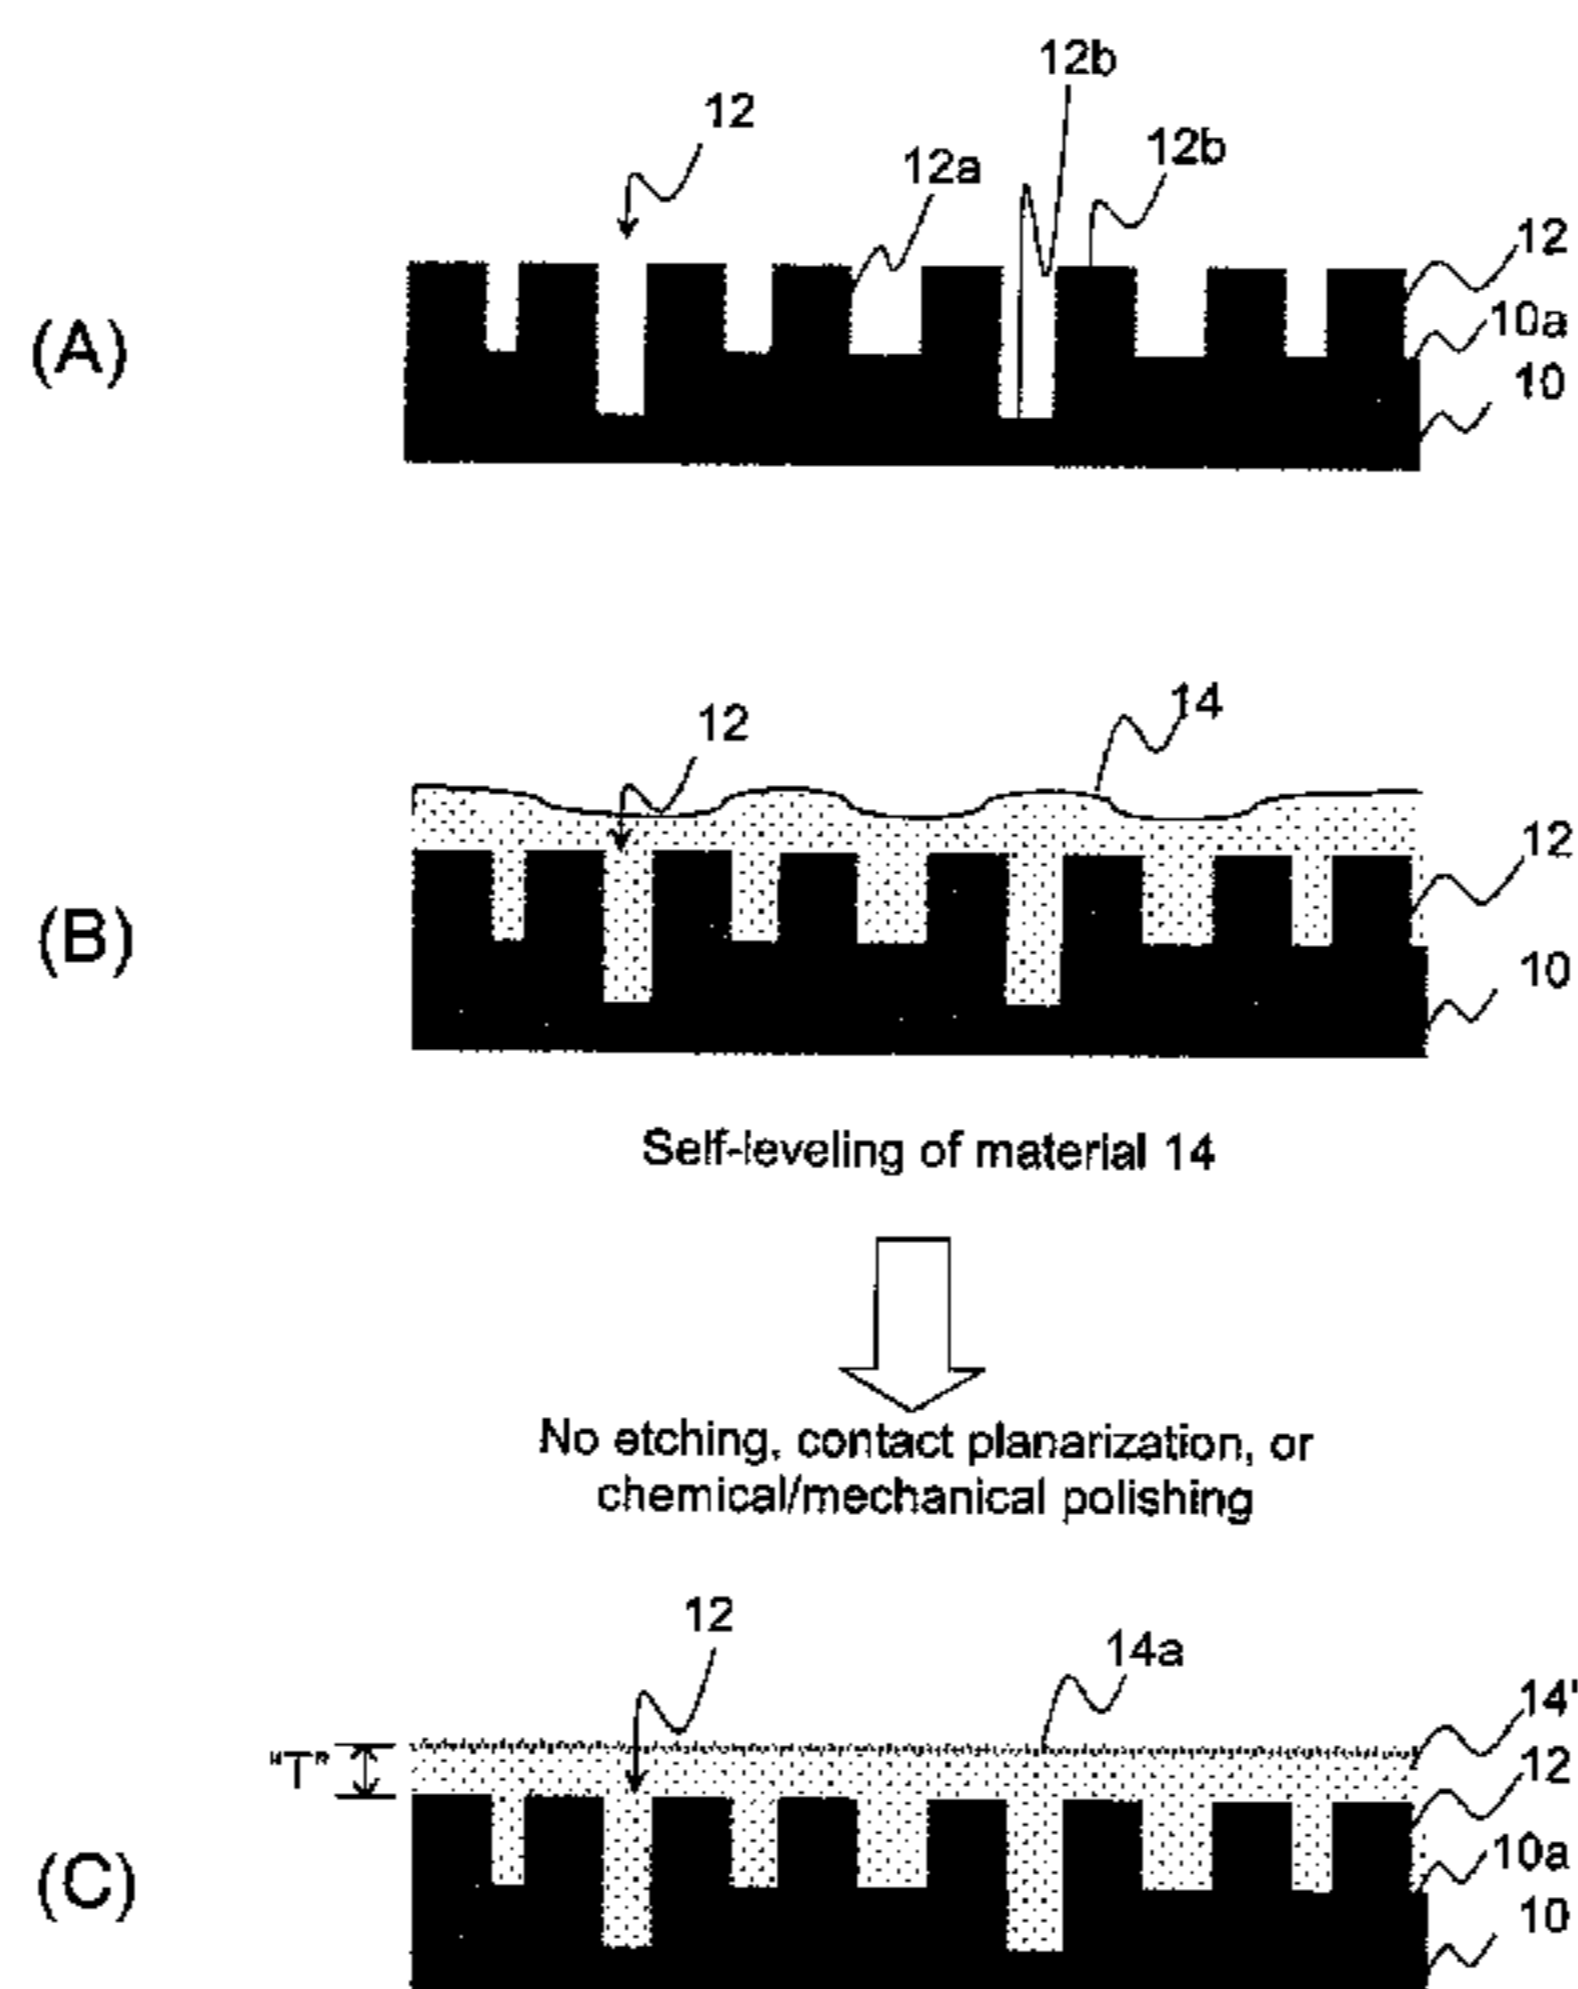 12b
12
12b
12a
12
10a
(A)
10
14
12
12
(B)
10
Self-leveling of material 14
No etching, contact planarization, or
chemical/mechanical polishing
12
14a
14'
"T"
12
10a
(C)
10